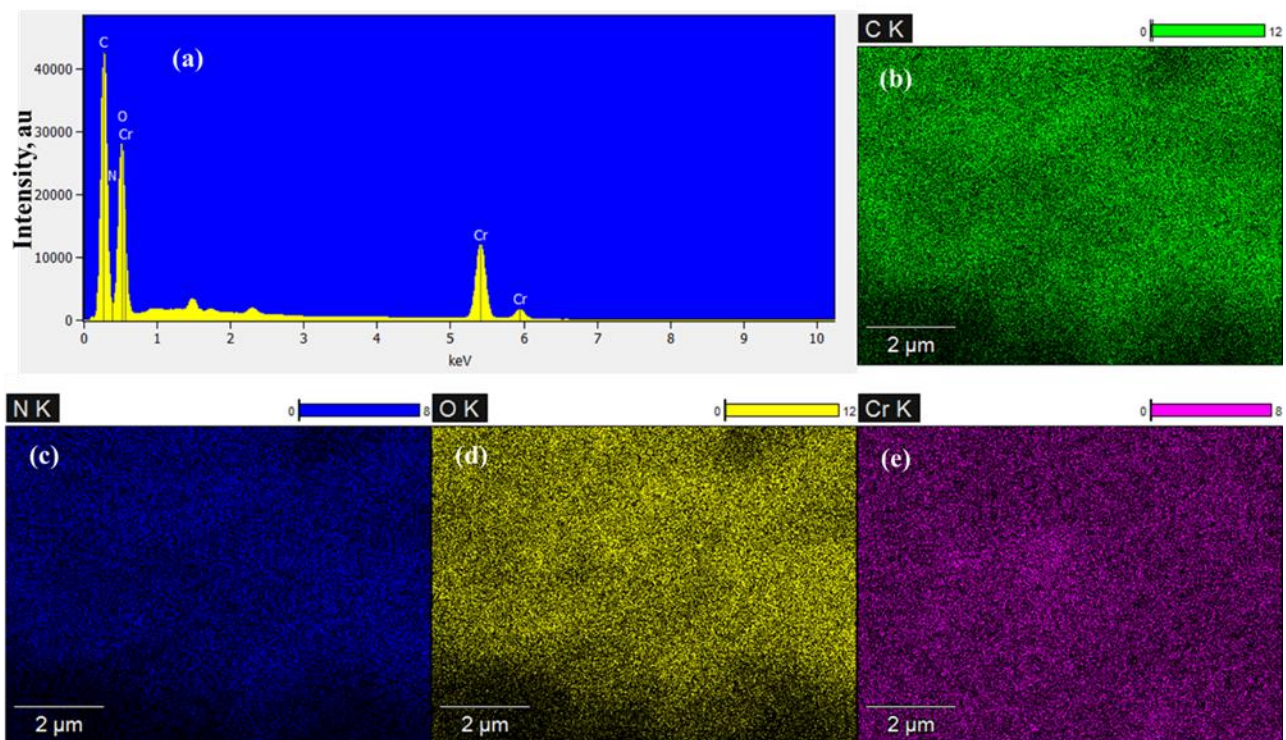 (a)
Intensity, au
40000
30000
20000
10000
0
C
N
O
Cr
Cr
Cr
0 1 2 3 4 5 6 7 8 9 10
keV
C K
0 12
(b)
2 µm
N K
0 8
(c)
2 µm
O K
0 12
(d)
2 µm
Cr K
0 8
(e)
2 µm